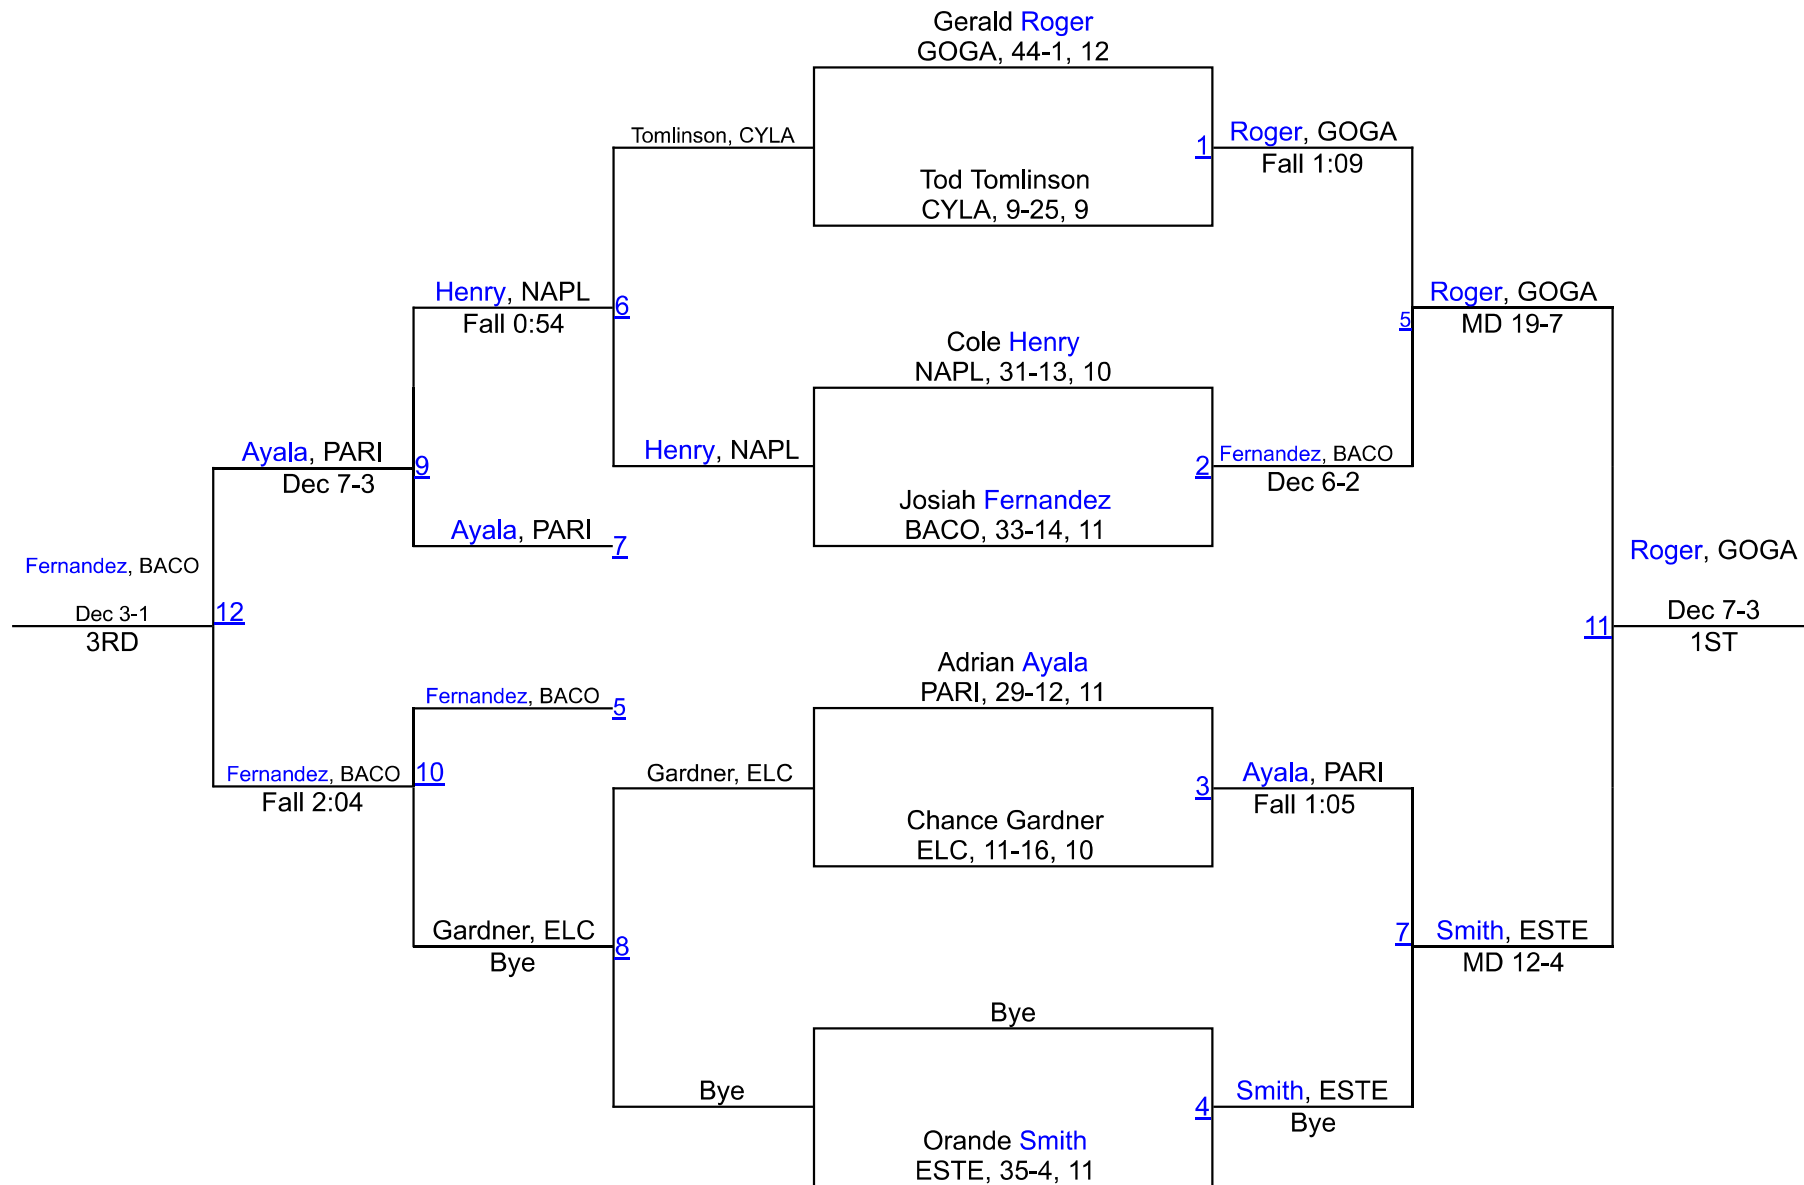 Gerald Roger
GOGA, 44-1, 12
Tomlinson, CYLA
1
Roger, GOGA
Fall 1:09
Tod Tomlinson
CYLA, 9-25, 9
Henry, NAPL
Fall 0:54
6
Roger, GOGA
MD 19-7
5
Cole Henry
NAPL, 31-13, 10
Ayala, PARI
Dec 7-3
9
Henry, NAPL
2
Fernandez, BACO
Dec 6-2
Josiah Fernandez
BACO, 33-14, 11
Ayala, PARI
7
Fernandez, BACO
Dec 3-1
3RD
12
Roger, GOGA
Dec 7-3
1ST
11
Adrian Ayala
PARI, 29-12, 11
Fernandez, BACO
5
Fernandez, BACO
Fall 2:04
10
Gardner, ELC
3
Ayala, PARI
Fall 1:05
Chance Gardner
ELC, 11-16, 10
Gardner, ELC
Bye
8
7
Smith, ESTE
MD 12-4
Bye
Bye
4
Smith, ESTE
Bye
Orande Smith
ESTE, 35-4, 11